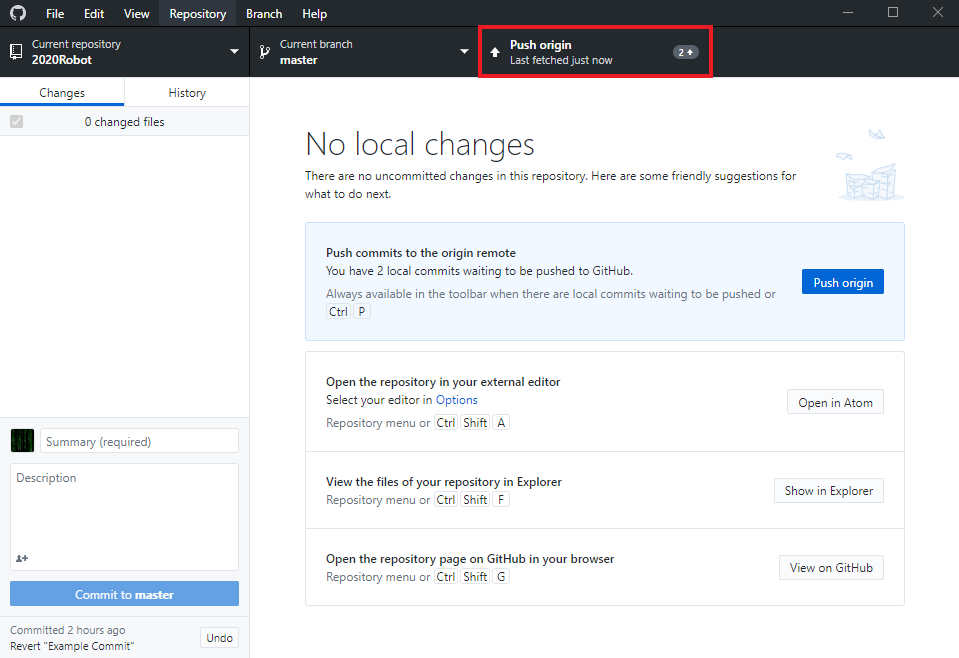 File Edit View Repository Branch Help
Current repository
2020Robot
Current branch
master
Push origin
Last fetched just now
2
Changes History
0 changed files
No local changes
There are no uncommitted changes in this repository. Here are some friendly suggestions for
what to do next.
Push commits to the origin remote
You have 2 local commits waiting to be pushed to GitHub.
Always available in the toolbar when there are local commits waiting to be pushed or
Ctrl P
Push origin
Open the repository in your external editor
Select your editor in Options
Repository menu or Ctrl Shift A
Open in Atom
View the files of your repository in Explorer
Repository menu or Ctrl Shift F
Show in Explorer
Open the repository page on GitHub in your browser
Repository menu or Ctrl Shift G
View on GitHub
Summary (required)
Description
Commit to master
Committed 2 hours ago
Revert "Example Commit"
Undo